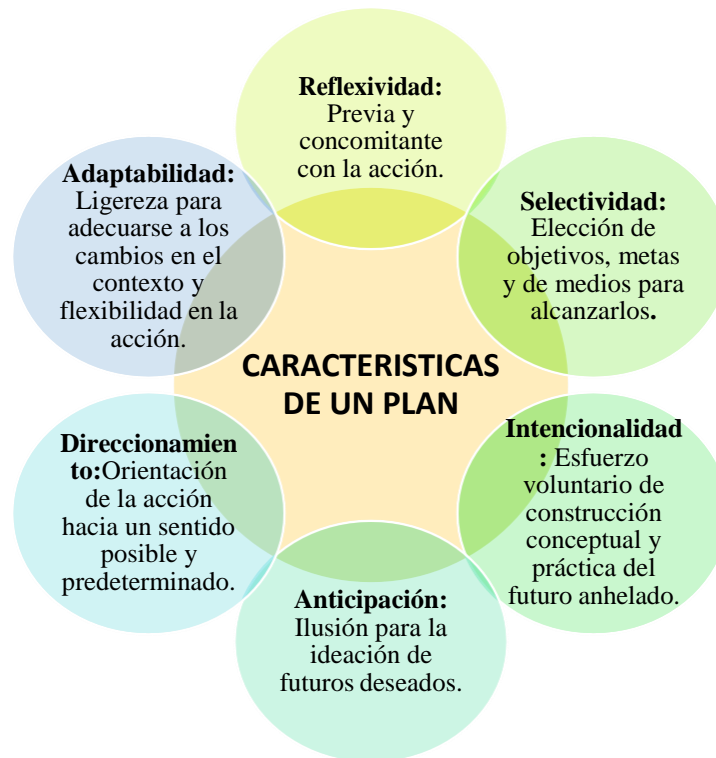 Reflexividad:
Previa y
concomitante
con la acción.
Selectividad:
Elección de
objetivos, metas
y de medios para
alcanzarlos.
Intencionalidad
: Esfuerzo
voluntario de
construcción
conceptual y
práctica del
futuro anhelado.
Anticipación:
Ilusión para la
ideación de
futuros deseados.
Direccionamien
to:Orientación
de la acción
hacia un sentido
posible y
predeterminado.
Adaptabilidad:
Ligereza para
adecuarse a los
cambios en el
contexto y
flexibilidad en la
acción.
CARACTERISTICAS
DE UN PLAN